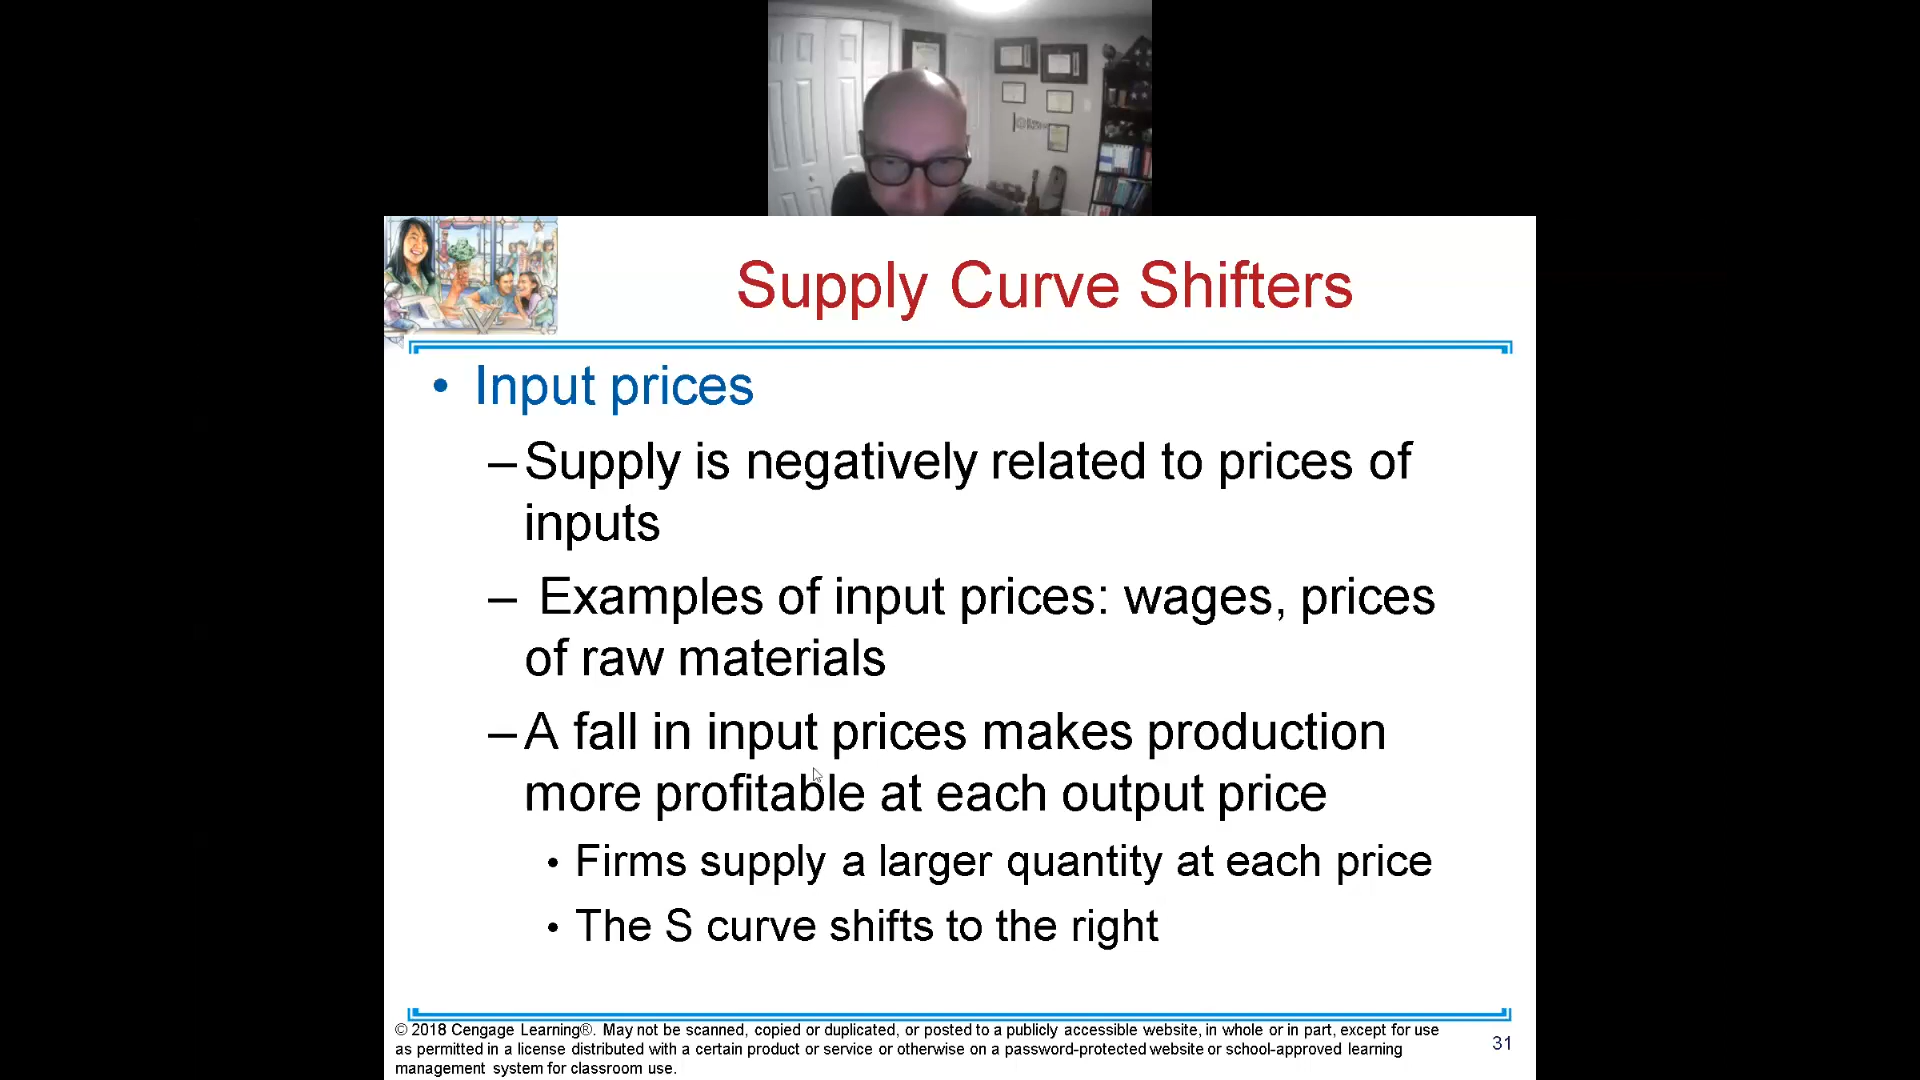 Supply Curve Shifters
• Input prices
– Supply is negatively related to prices of
inputs
– Examples of input prices: wages, prices
of raw materials
– A fall in input prices makes production
more profitable at each output price
• Firms supply a larger quantity at each price
• The S curve shifts to the right
© 2018 Cengage Learning®. May not be scanned, copied or duplicated, or posted to a publicly accessible website, in whole or in part, except for use
as permitted in a license distributed with a certain product or service or otherwise on a password-protected website or school-approved learning
management system for classroom use.
31